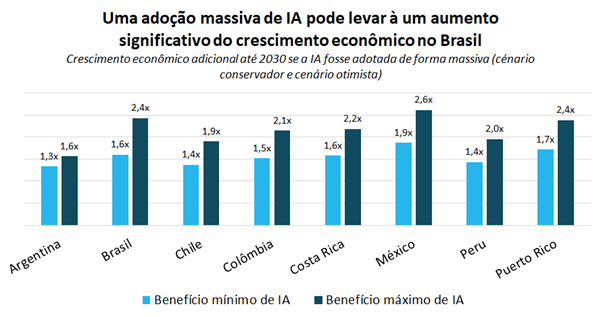 Uma adoção massiva de IA pode levar à um aumento
significativo do crescimento econômico no Brasil
Crescimento econômico adicional até 2030 se a IA fosse adotada de forma massiva (cénario
conservador e cenário otimista)
1,3x 1,6x 1,6x 2,4x 1,4x 1,9x 1,5x 2,1x 1,6x 2,2x 1,9x 2,6x 1,4x 2,0x 1,7x 2,4x
Argentina Brasil Chile Colômbia Costa Rica México Peru Puerto Rico
Benefício mínimo de IA Benefício máximo de IA